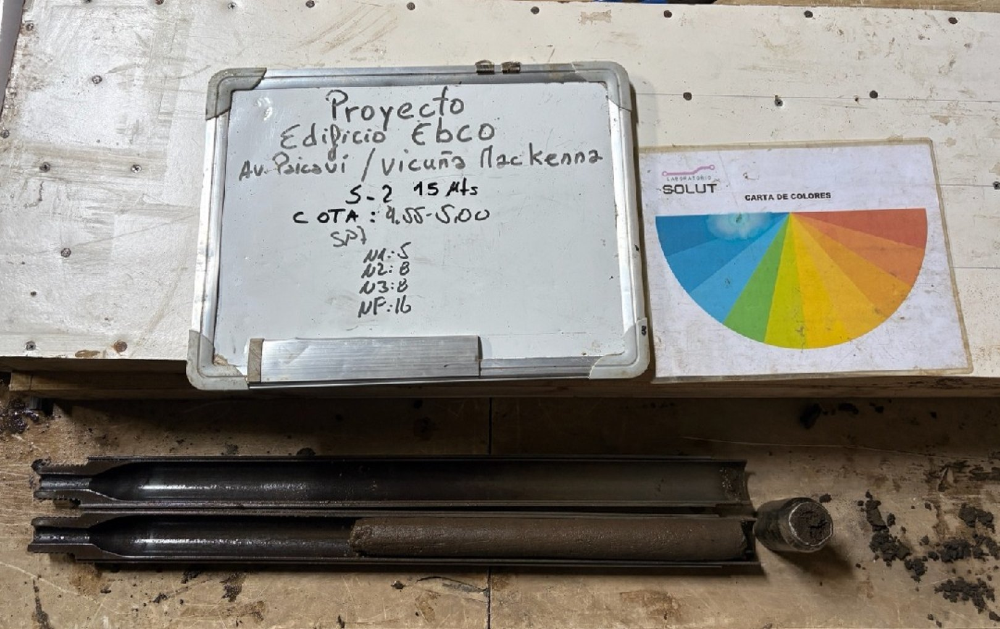 Proyecto
Edificio Ebco
Av. Paicaví / Vicuña Mackenna
S-2 15 Mts
COTA: 4.55-5.00
SPT
N1: 5
N2: 8
N3: 8
NF: 16
LABORATORIO
SOLUT
CARTA DE COLORES